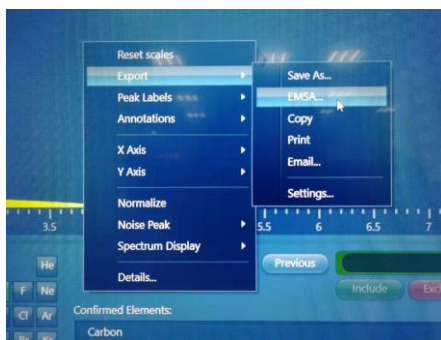 Reset scales
Export
Save As...
Peak Labels
EMSA...
Annotations
Copy
Print
X Axis
Email...
Y Axis
Settings...
Normalize
Noise Peak
Spectrum Display
Details...
3.5
5.5
6
6.5
7
He
Previous
F
Ne
Include
Cl
Ar
Confirmed Elements:
Carbon